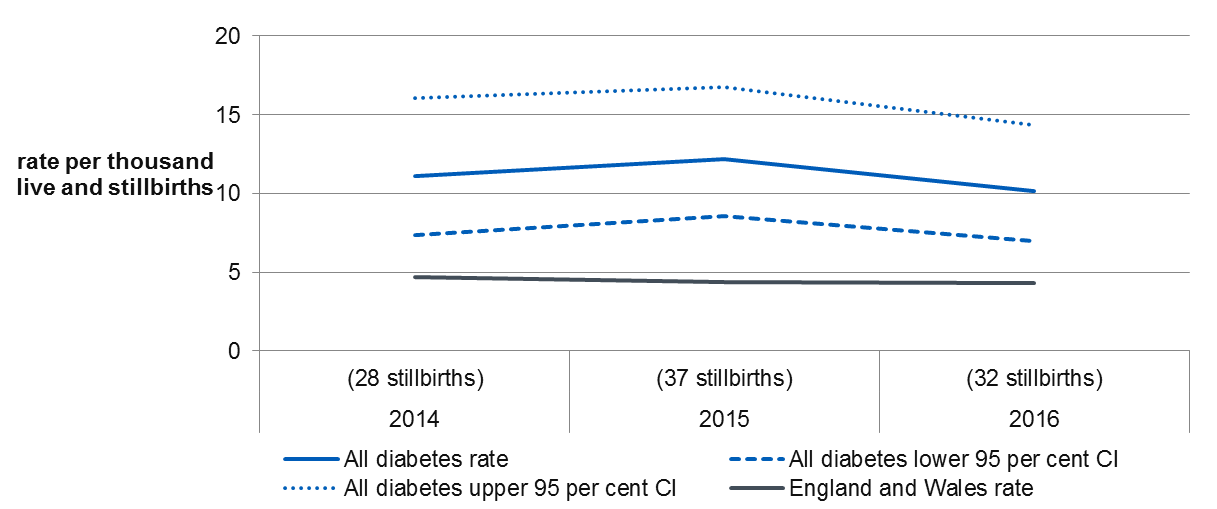 20
15
rate per thousand
live and stillbirths
10
5
0
(28 stillbirths) (37 stillbirths) (32 stillbirths)
2014 2015 2016
All diabetes rate All diabetes lower 95 per cent CI
All diabetes upper 95 per cent CI England and Wales rate